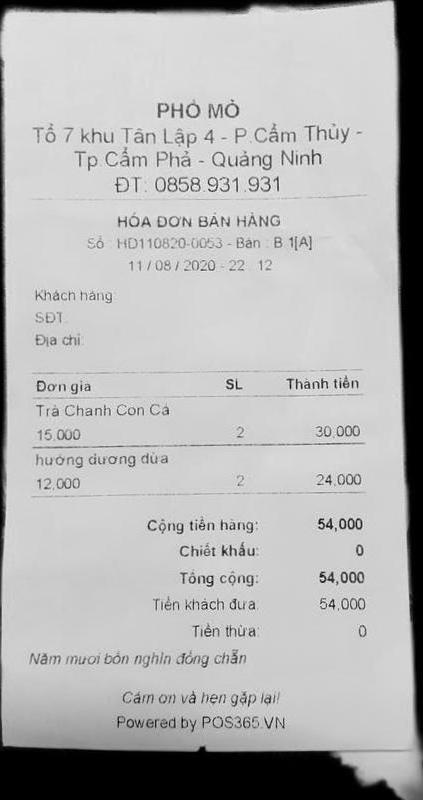 PHỐ MỎ
Tổ 7 khu Tân Lập 4 - P.Cẩm Thủy -
Tp.Cẩm Phả - Quảng Ninh
ĐT: 0858.931.931
HÓA ĐƠN BÁN HÀNG
Số : HD110820-0053 - Bàn : B 1[A]
11 / 08 / 2020 - 22 : 12
Khách hàng:
SĐT:
Địa chỉ:
Đơn giá SL Thành tiền
Trà Chanh Con Cá
15,000 2 30,000
hướng dương dừa
12,000 2 24,000
Cộng tiền hàng: 54,000
Chiết khấu: 0
Tổng cộng: 54,000
Tiền khách đưa: 54,000
Tiền thừa: 0
Năm mươi bốn nghìn đồng chẵn
Cảm ơn và hẹn gặp lại!
Powered by POS365.VN